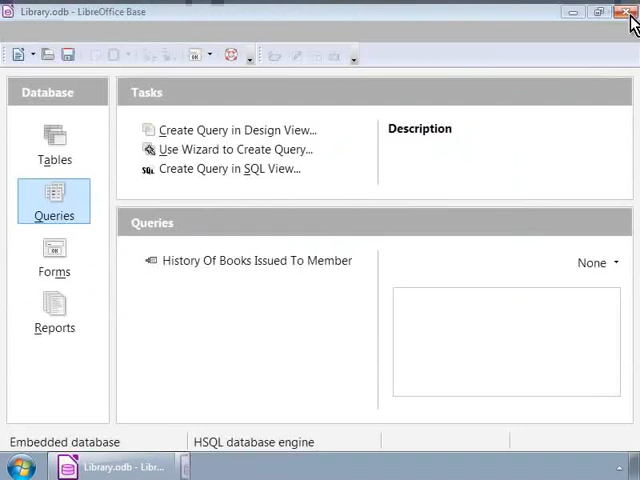 Library.odb - LibreOffice Base
Database
Tables
Queries
Forms
Reports
Tasks
Create Query in Design View...
Use Wizard to Create Query...
SQL Create Query in SQL View...
Description
Queries
History Of Books Issued To Member
None
Embedded database
HSQL database engine
Library.odb - Libr...